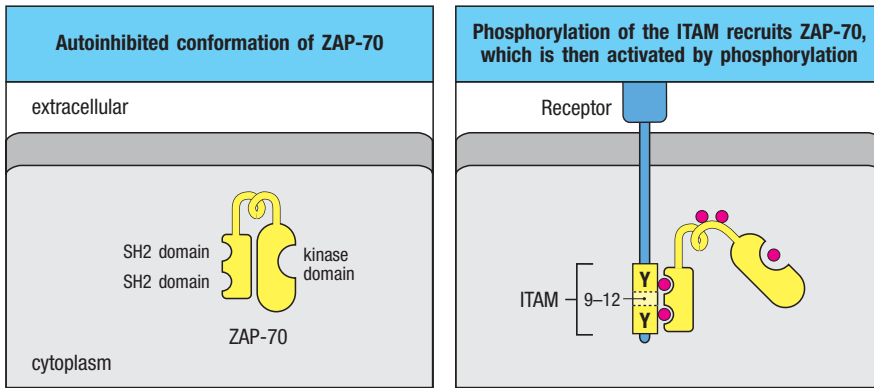 Autoinhibited conformation of ZAP-70
extracellular
SH2 domain
SH2 domain
kinase
domain
ZAP-70
cytoplasm
Phosphorylation of the ITAM recruits ZAP-70,
which is then activated by phosphorylation
Receptor
Y
ITAM
9–12
Y